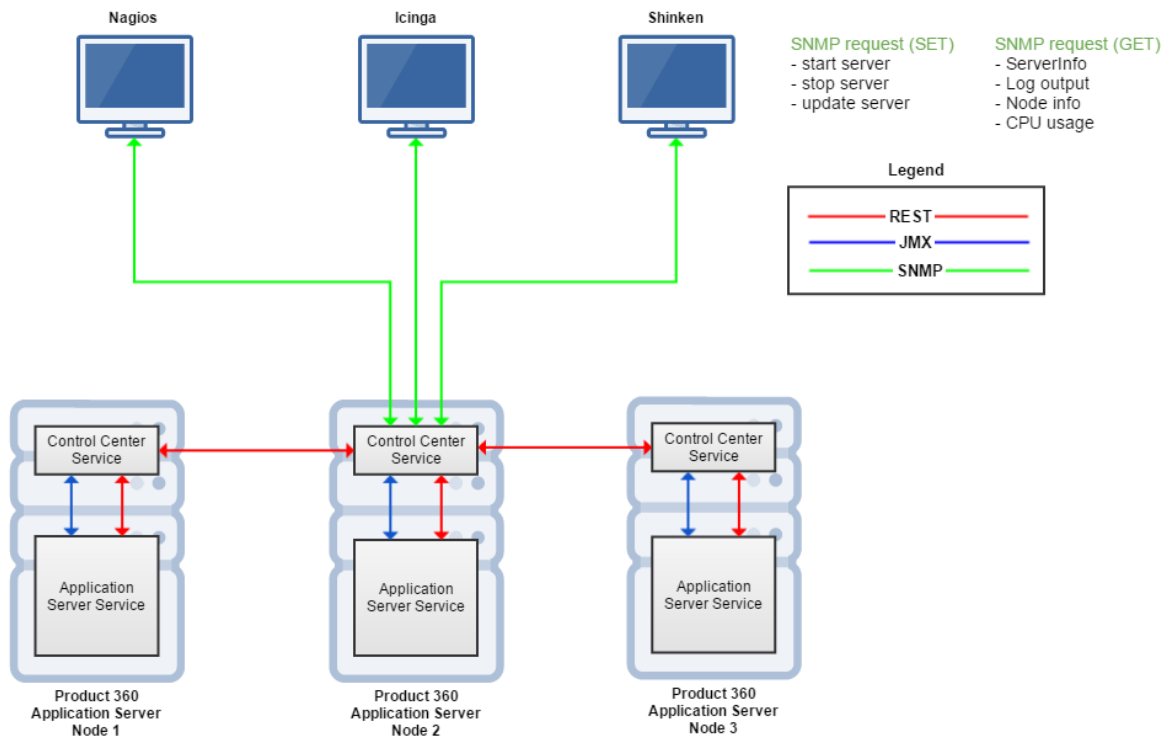 Nagios
Icinga
Shinken
SNMP request (SET)
- start server
- stop server
- update server
SNMP request (GET)
- ServerInfo
- Log output
- Node info
- CPU usage
Legend
REST
JMX
SNMP
Control Center
Service
Control Center
Service
Control Center
Service
Application
Server Service
Application
Server Service
Application
Server Service
Product 360
Application Server
Node 1
Product 360
Application Server
Node 2
Product 360
Application Server
Node 3